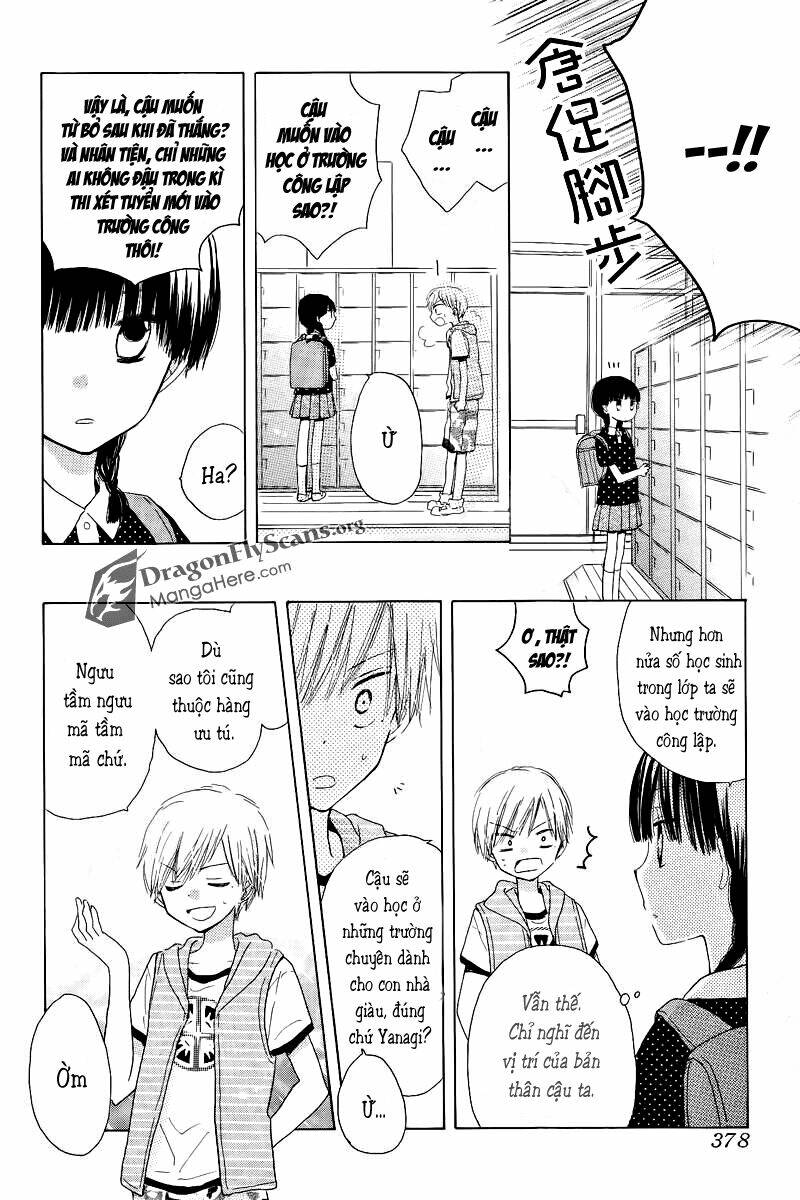 --!!
倉促腳步
CẬU
...
CẬU
...
CẬU
MUỐN VÀO
HỌC Ở TRƯỜNG
CÔNG LẬP
SAO?!
Ừ
VẬY LÀ, CẬU MUỐN
TỪ BỎ SAU KHI ĐÃ THẮNG?
VÀ NHÂN TIỆN, CHỈ NHỮNG
AI KHÔNG ĐẬU TRONG KÌ
THI XÉT TUYỂN MỚI VÀO
TRƯỜNG CÔNG
THÔI!
Ha?
DragonFlyScans.org
MangaHere.com
Nhưng hơn
nửa số học sinh
trong lớp ta sẽ
vào học trường
công lập.
Ơ, THẬT
SAO?!
Vẫn thế.
Chỉ nghĩ đến
vị trí của bản
thân cậu ta.
Cậu sẽ
vào học ở
những trường
chuyên dành
cho con nhà
giàu, đúng
chứ Yanagi?
Ừ...
Dù
sao tôi cũng
thuộc hàng
ưu tú.
Ngưu
tầm ngưu
mã tầm
mã chứ.
Ờm
378